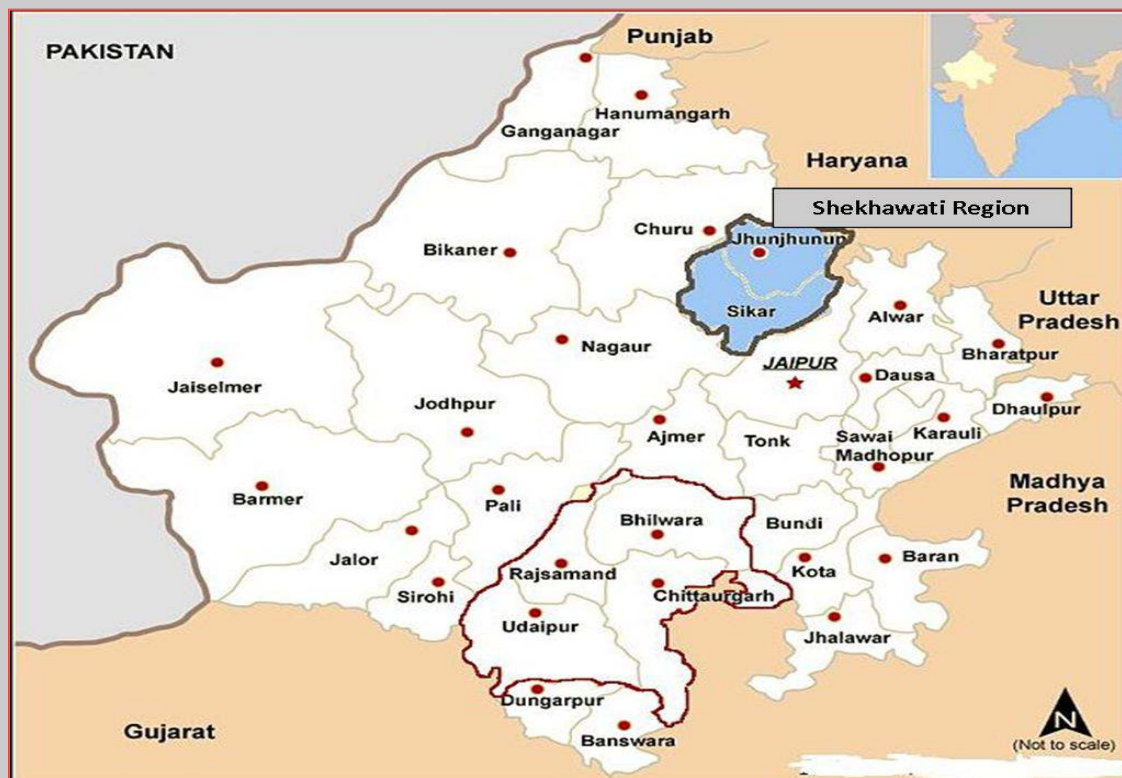 PAKISTAN
Punjab
Ganganagar
Hanumangarh
Haryana
Shekhawati Region
Churu
Jhunjhunun
Bikaner
Sikar
Alwar
Uttar
Pradesh
Nagaur
Bharatpur
JAIPUR
Dausa
Jaiselmer
Jodhpur
Dhaulpur
Ajmer
Tonk
Sawai
Madhopur
Karauli
Barmer
Pali
Madhya
Pradesh
Bhilwara
Bundi
Jalor
Rajsamand
Kota
Baran
Sirohi
Chittaurgarh
Udaipur
Jhalawar
Dungarpur
Banswara
Gujarat
N
(Not to scale)